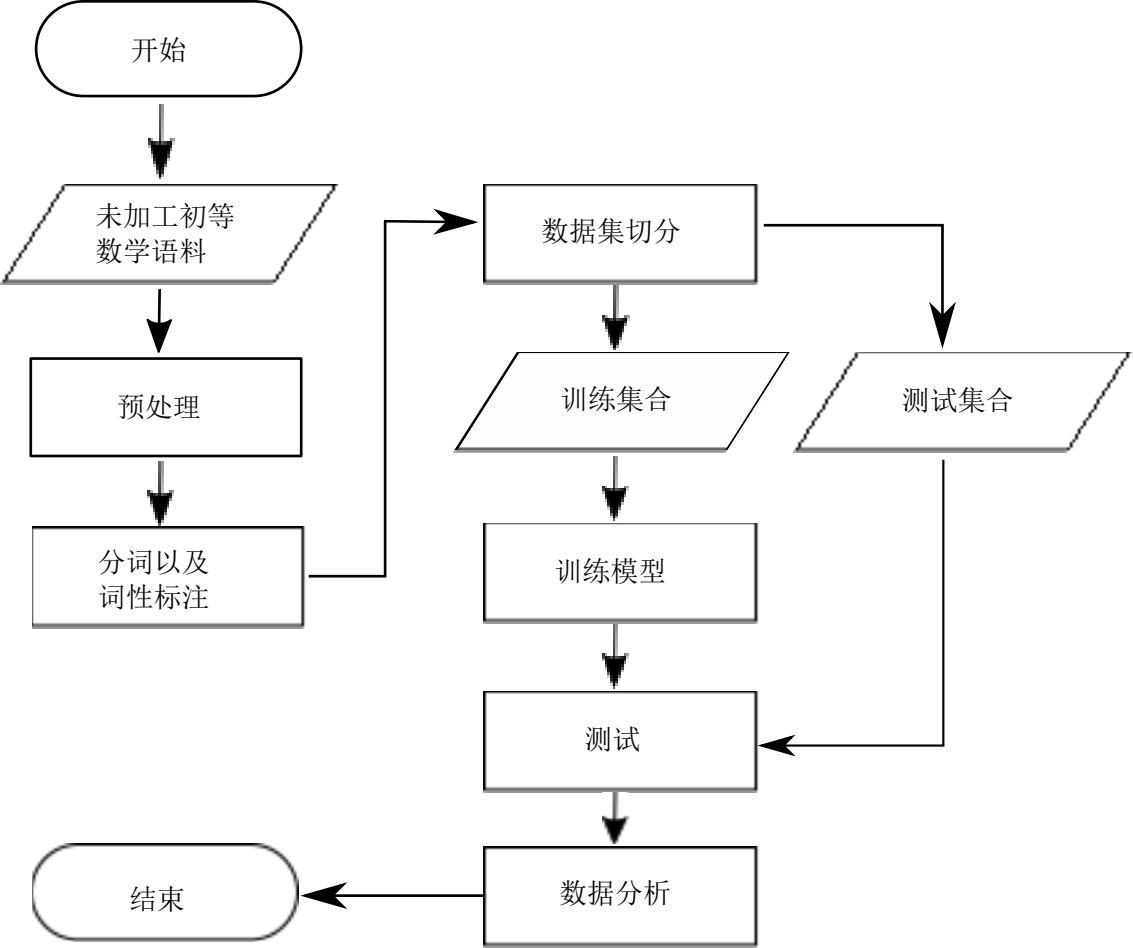 开始
未加工初等
数学语料
预处理
分词以及
词性标注
数据集切分
训练集合
测试集合
训练模型
测试
数据分析
结束